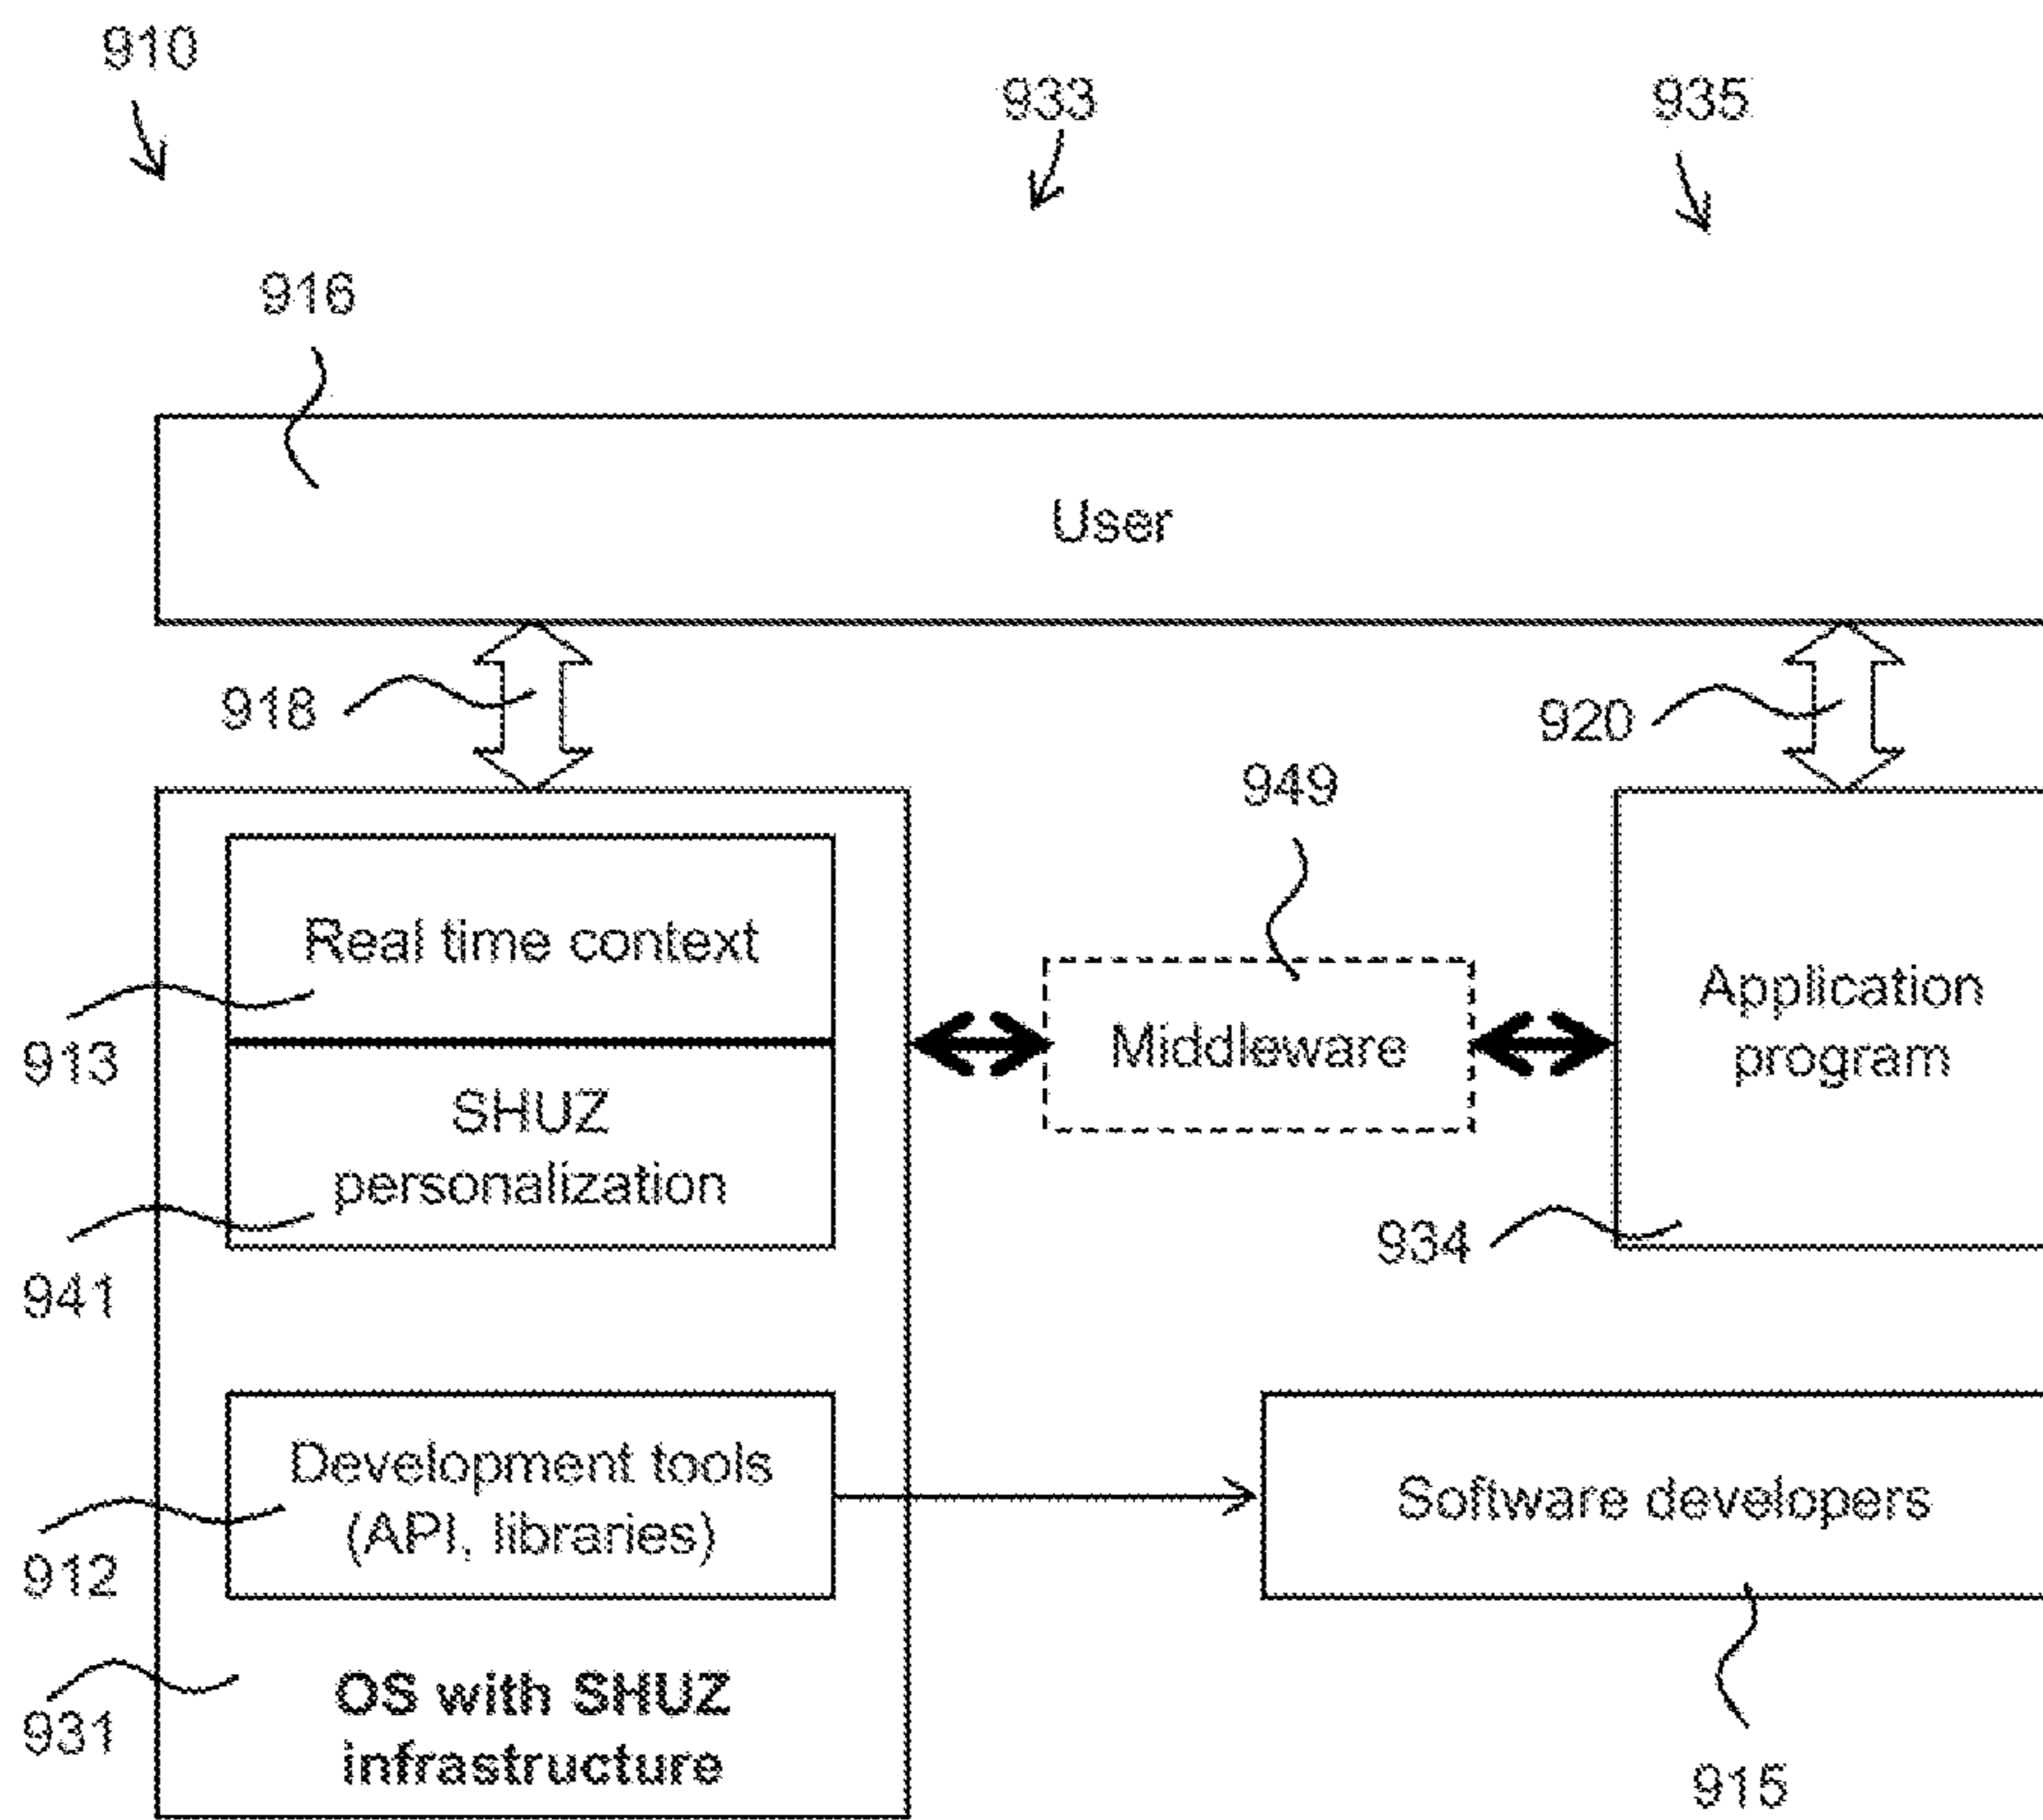 910
933
935
916
User
918
920
949
Real time context
Application
program
Middleware
913
SHUZ
personalization
934
941
Development tools
(API, libraries)
Software developers
912
OS with SHUZ
infrastructure
931
915